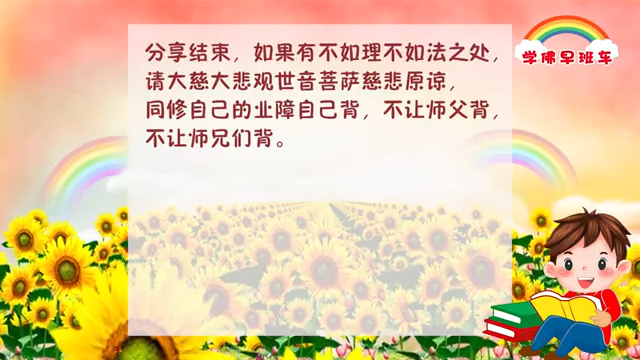 学佛早班车
分享结束，如果有不如理不如法之处，
请大慈大悲观世音菩萨慈悲原谅，
同修自己的业障自己背，不让师父背，
不让师兄们背。